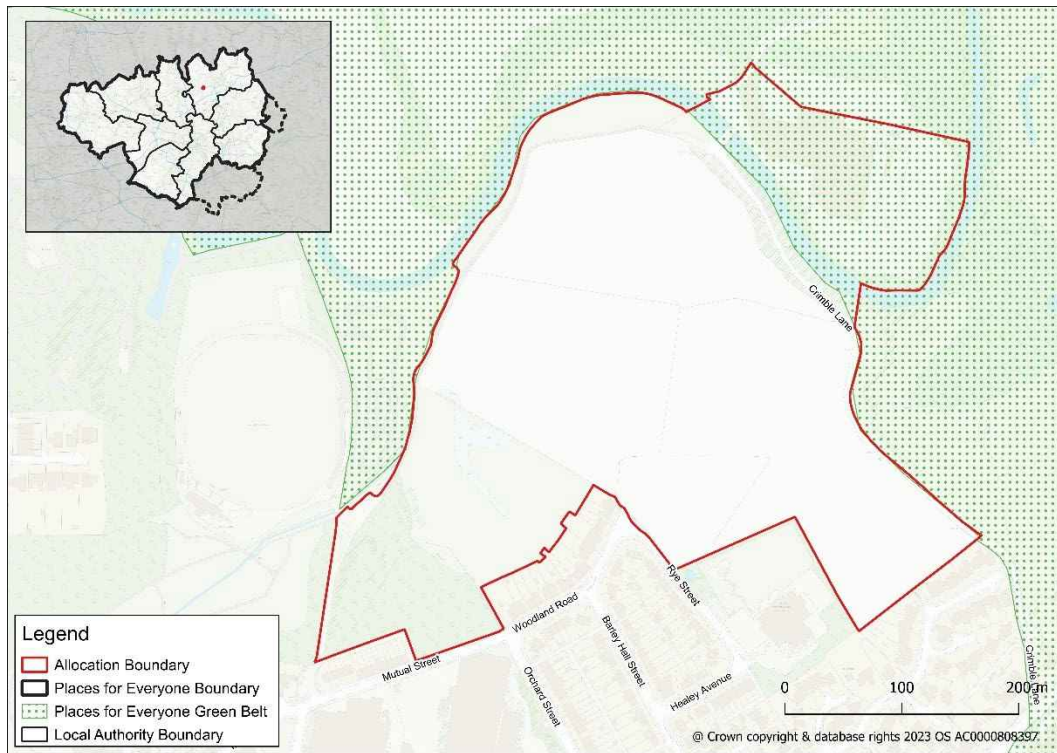 Crimble Lane
Woodland Road
Rye Street
Mutual Street
Barley Hall Street
Orchard Street
Healey Avenue
Crimble Lane
Legend
Allocation Boundary
Places for Everyone Boundary
Places for Everyone Green Belt
Local Authority Boundary
0 100 200 m
@ Crown copyright & database rights 2023 OS AC0000808397